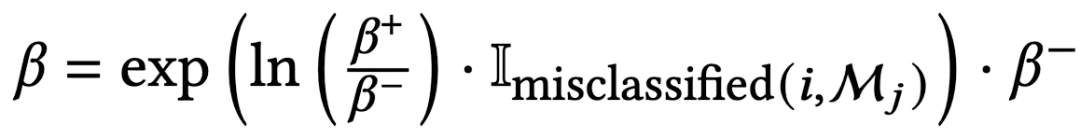 β = exp(ln(β⁺/β⁻) · 𝕀_misclassified(i,ℳ_j)) · β⁻